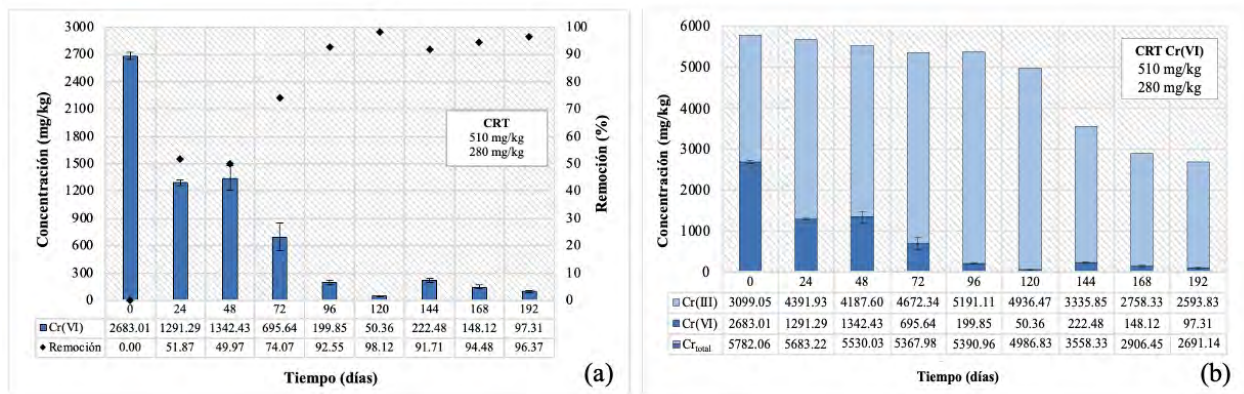 3000
2700
2400
2100
1800
1500
1200
900
600
300
0
Concentración (mg/kg)
100
90
80
70
60
50
40
30
20
10
0
Remoción (%)
CRT
510 mg/kg
280 mg/kg
0 24 48 72 96 120 144 168 192
Cr(VI) 2683.01 1291.29 1342.43 695.64 199.85 50.36 222.48 148.12 97.31
Remoción 0.00 51.87 49.97 74.07 92.55 98.12 91.71 94.48 96.37
Tiempo (días)
(a)
6000
5000
4000
3000
2000
1000
0
Concentración (mg/kg)
CRT Cr(VI)
510 mg/kg
280 mg/kg
0 24 48 72 96 120 144 168 192
Cr(III) 3099.05 4391.93 4187.60 4672.34 5191.11 4936.47 3335.85 2758.33 2593.83
Cr(VI) 2683.01 1291.29 1342.43 695.64 199.85 50.36 222.48 148.12 97.31
Crtotal 5782.06 5683.22 5530.03 5367.98 5390.96 4986.83 3558.33 2906.45 2691.14
Tiempo (días)
(b)